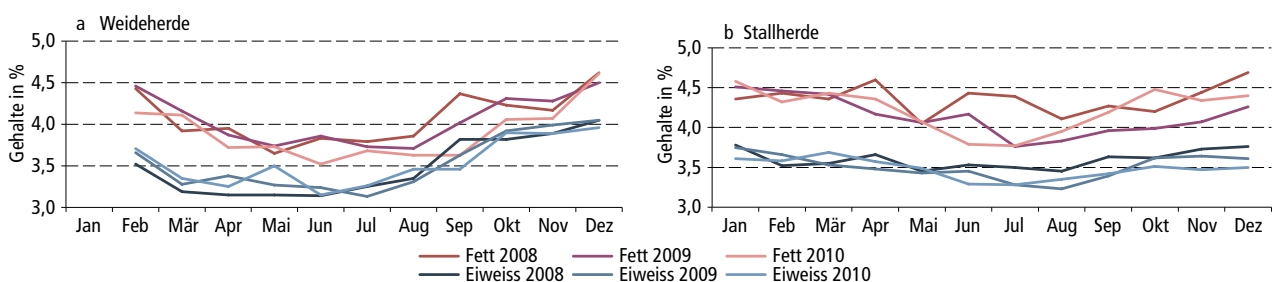 a Weideherde
Gehalte in %
5,0
4,5
4,0
3,5
3,0
Jan Feb Mär Apr Mai Jun Jul Aug Sep Okt Nov Dez
b Stallherde
Gehalte in %
5,0
4,5
4,0
3,5
3,0
Jan Feb Mär Apr Mai Jun Jul Aug Sep Okt Nov Dez
Fett 2008 Fett 2009 Fett 2010
Eiweiss 2008 Eiweiss 2009 Eiweiss 2010